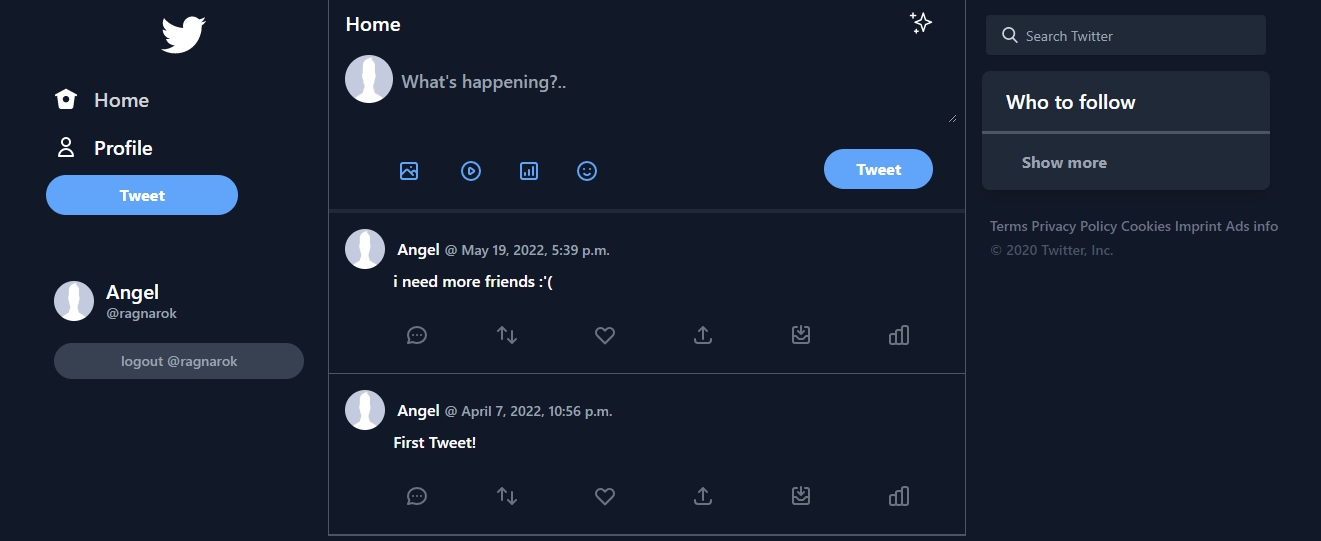 Home
Profile
Tweet
Angel
@ragnarok
logout @ragnarok
Home
What's happening?..
Tweet
Angel @ May 19, 2022, 5:39 p.m.
i need more friends :'(
Angel @ April 7, 2022, 10:56 p.m.
First Tweet!
Search Twitter
Who to follow
Show more
Terms Privacy Policy Cookies Imprint Ads info
© 2020 Twitter, Inc.